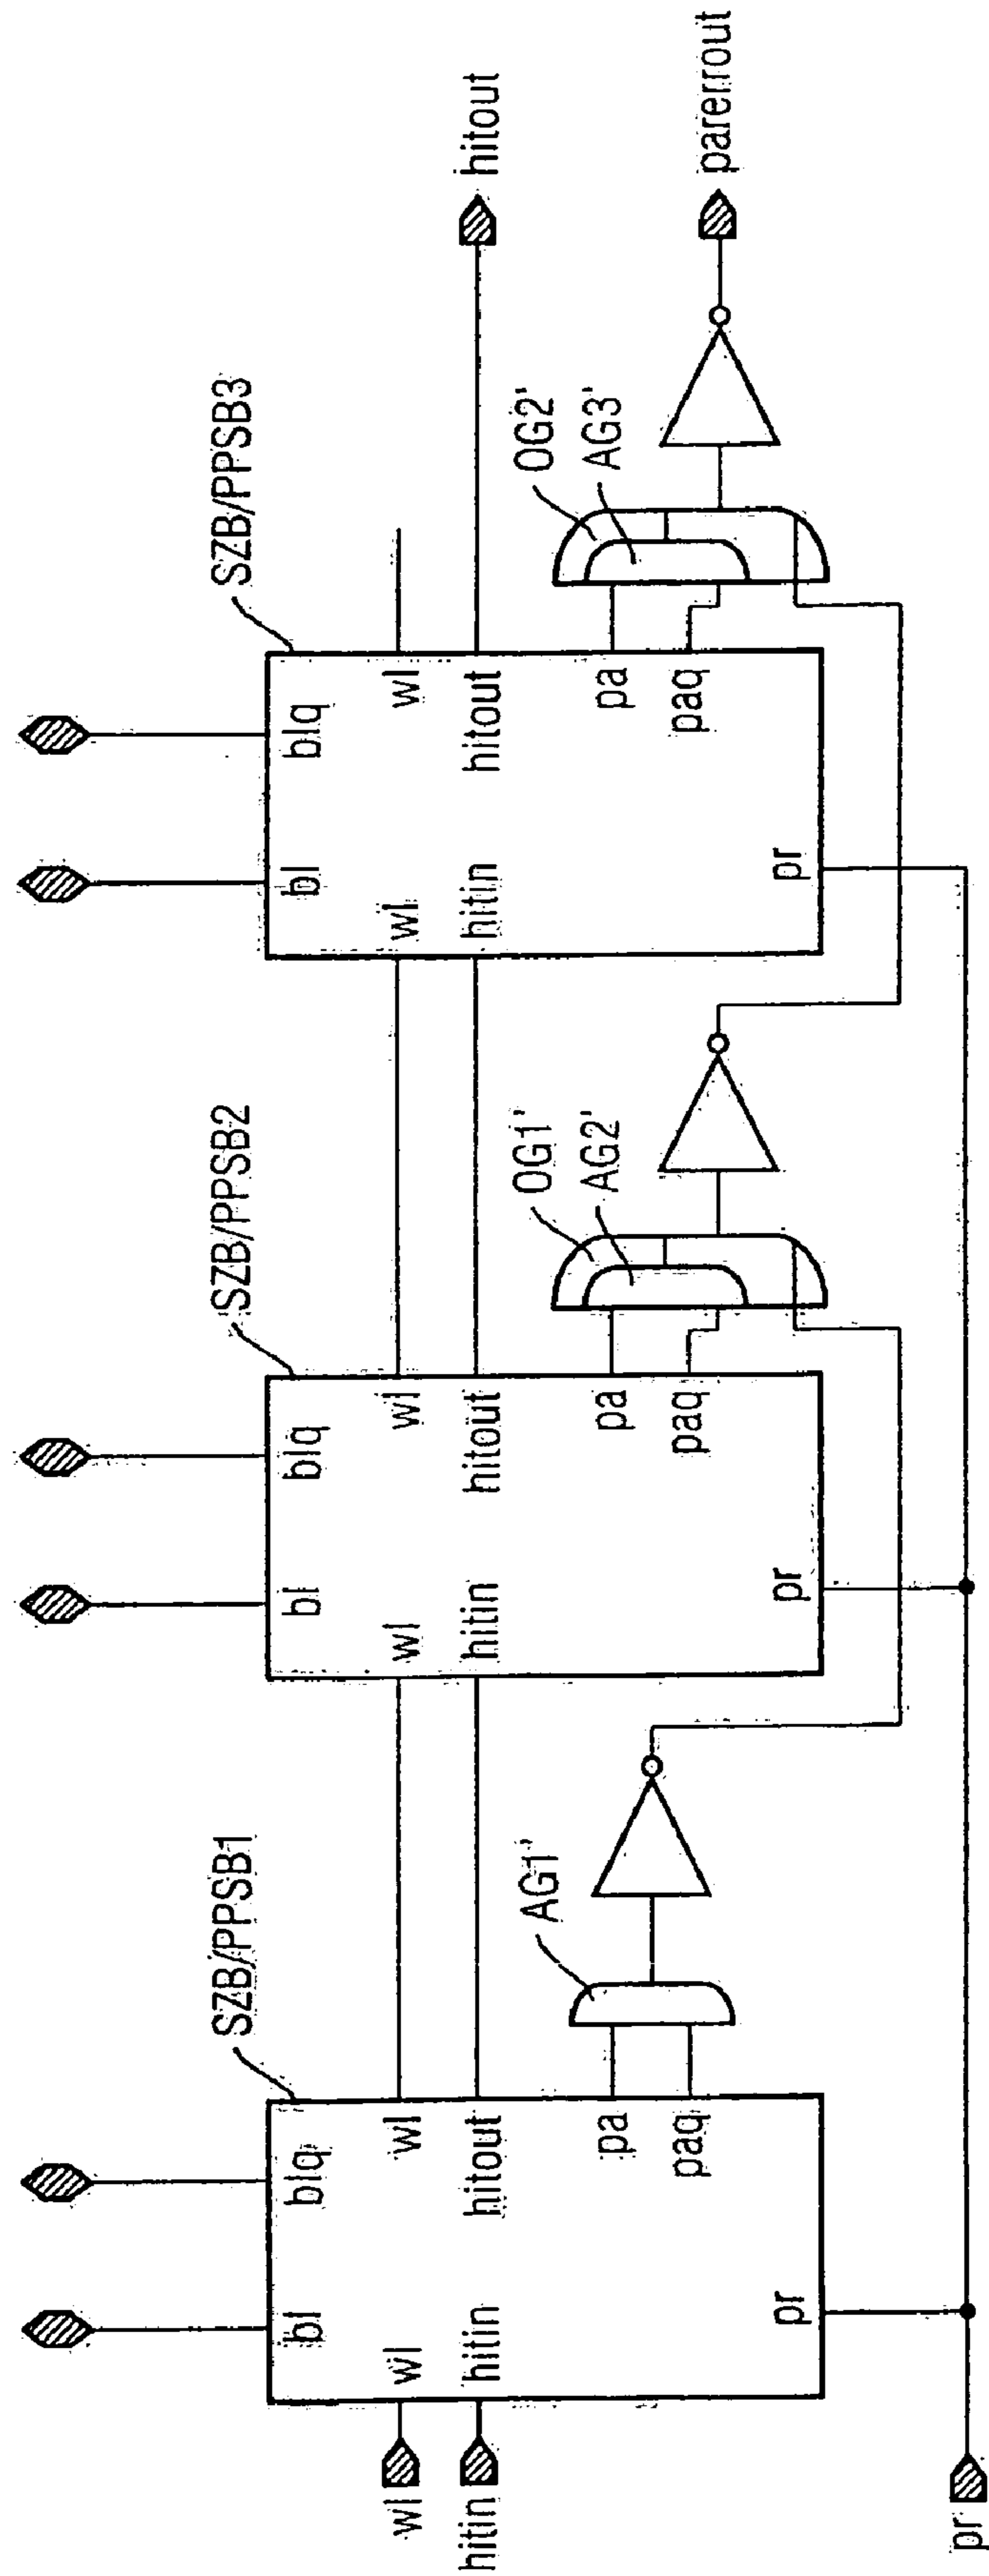 SZB/PPSB1
SZB/PPSB2
SZB/PPSB3
bl
blq
bl
blq
bl
blq
wl
wl
wl
wl
wl
wl
wl
hitin
hitin
hitout
hitin
hitout
hitin
hitout
hitout
AG1'
OG1'
AG2'
OG2'
AG3'
pa
paq
pa
paq
pa
paq
parerrout
pr
pr
pr
pr